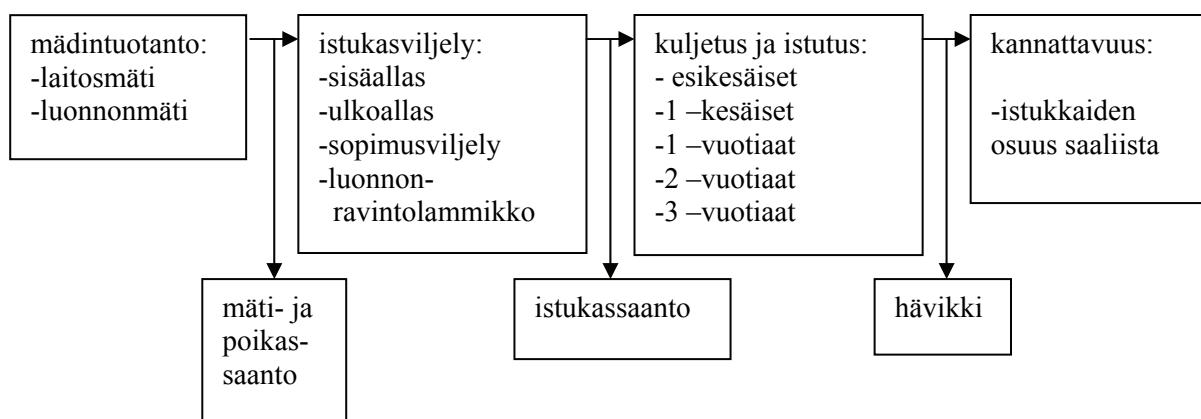 mädintuotanto:
-laitosmäti
-luonnonmäti
istukasviljely:
-sisäallas
-ulkoallas
-sopimusviljely
-luonnon-
ravintolammikko
kuljetus ja istutus:
- esikesäiset
-1 –kesäiset
-1 –vuotiaat
-2 –vuotiaat
-3 –vuotiaat
kannattavuus:
-istukkaiden
osuus saaliista
mäti- ja
poikas-
saanto
istukassaanto
hävikki